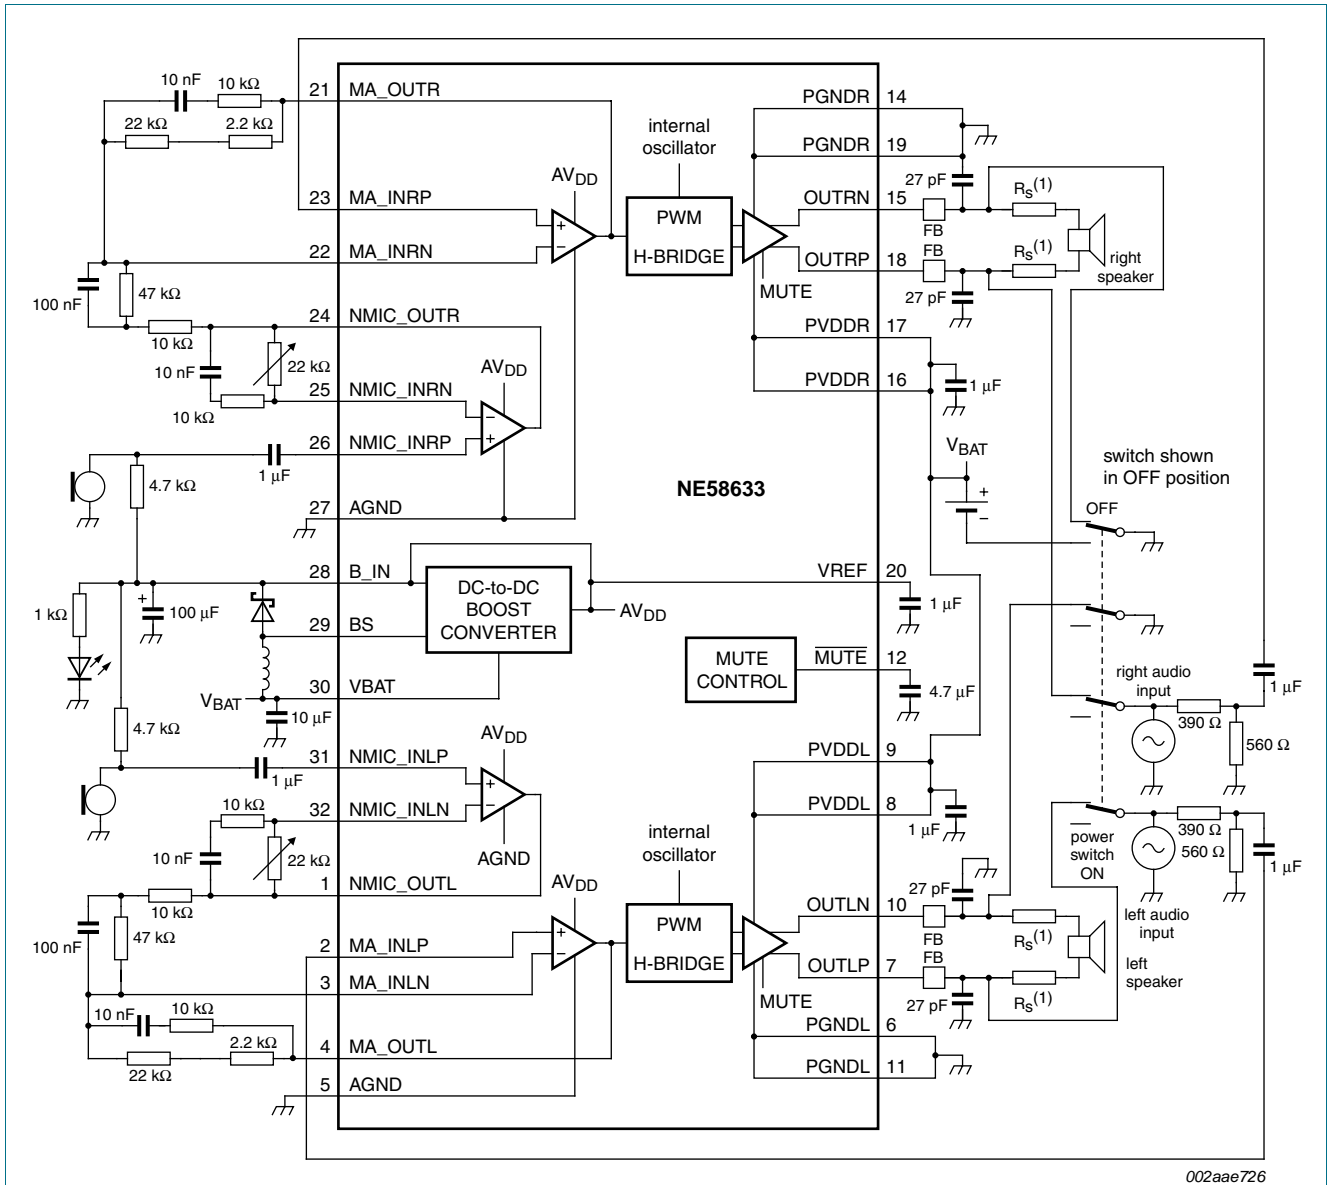 10 nF
10 kΩ
22 kΩ
2.2 kΩ
21 MA_OUTR
internal
oscillator
PGNDR 14
PGNDR 19
AVDD
23 MA_INRP
PWM
H-BRIDGE
27 pF
RS(1)
OUTRN 15
FB
FB
22 MA_INRN
OUTRP 18
RS(1)
right
speaker
MUTE
27 pF
100 nF
47 kΩ
10 kΩ
24 NMIC_OUTR
PVDDR 17
10 nF
22 kΩ
AVDD
PVDDR 16
1 μF
10 kΩ
25 NMIC_INRN
26 NMIC_INRP
1 μF
VBAT
+
−
switch shown
in OFF position
4.7 kΩ
NE58633
27 AGND
OFF
28 B_IN
DC-to-DC
BOOST
CONVERTER
VREF 20
1 μF
AVDD
1 kΩ
+
100 μF
29 BS
MUTE
CONTROL
MUTE 12
4.7 μF
VBAT
30 VBAT
10 μF
right audio
input
390 Ω
560 Ω
1 μF
4.7 kΩ
31 NMIC_INLP
1 μF
AVDD
PVDDL 9
PVDDL 8
1 μF
10 kΩ
32 NMIC_INLN
10 nF
22 kΩ
AGND
internal
oscillator
power
switch
ON
390 Ω
560 Ω
1 μF
left audio
input
10 kΩ
1 NMIC_OUTL
AVDD
27 pF
100 nF
47 kΩ
2 MA_INLP
PWM
H-BRIDGE
OUTLN 10
FB
FB
RS(1)
3 MA_INLN
OUTLP 7
RS(1)
left
speaker
MUTE
27 pF
10 nF
10 kΩ
22 kΩ
2.2 kΩ
4 MA_OUTL
PGNDL 6
PGNDL 11
5 AGND
002aae726